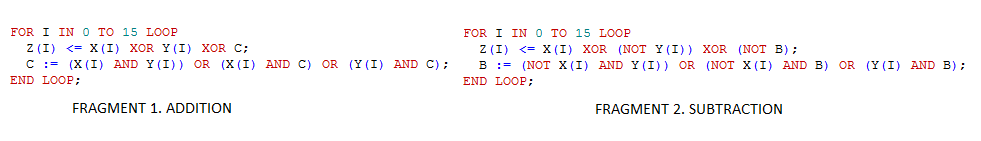 FOR I IN 0 TO 15 LOOP
Z(I) <= X(I) XOR Y(I) XOR C;
C := (X(I) AND Y(I)) OR (X(I) AND C) OR (Y(I) AND C);
END LOOP;
FRAGMENT 1. ADDITION
FOR I IN 0 TO 15 LOOP
Z(I) <= X(I) XOR (NOT Y(I)) XOR (NOT B);
B := (NOT X(I) AND Y(I)) OR (NOT X(I) AND B) OR (Y(I) AND B);
END LOOP;
FRAGMENT 2. SUBTRACTION